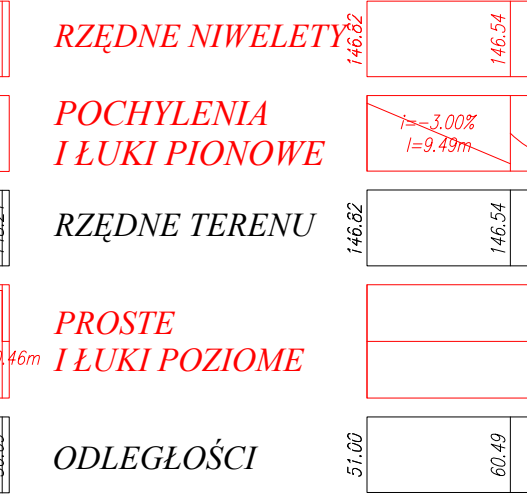 RZĘDNE NIWELETY
146.82
146.54
POCHYLENIA
I ŁUKI PIONOWE
i=-3.00%
l=9.49m
RZĘDNE TERENU
146.82
146.54
PROSTE
I ŁUKI POZIOME
.46m
ODLEGŁOŚCI
51.00
60.49